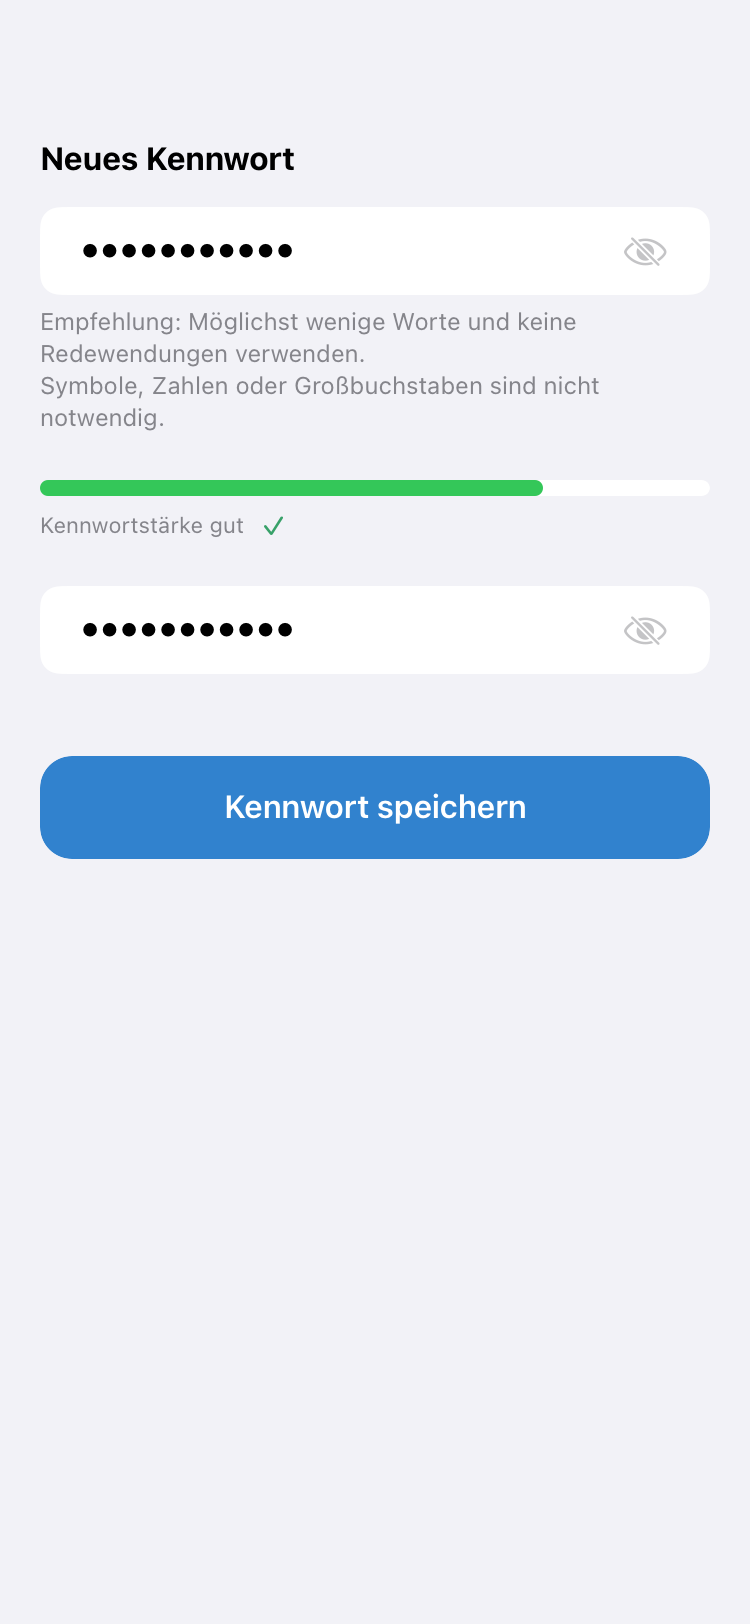 Neues Kennwort
•••••••••••
Empfehlung: Möglichst wenige Worte und keine
Redewendungen verwenden.
Symbole, Zahlen oder Großbuchstaben sind nicht
notwendig.
Kennwortstärke gut
•••••••••••
Kennwort speichern